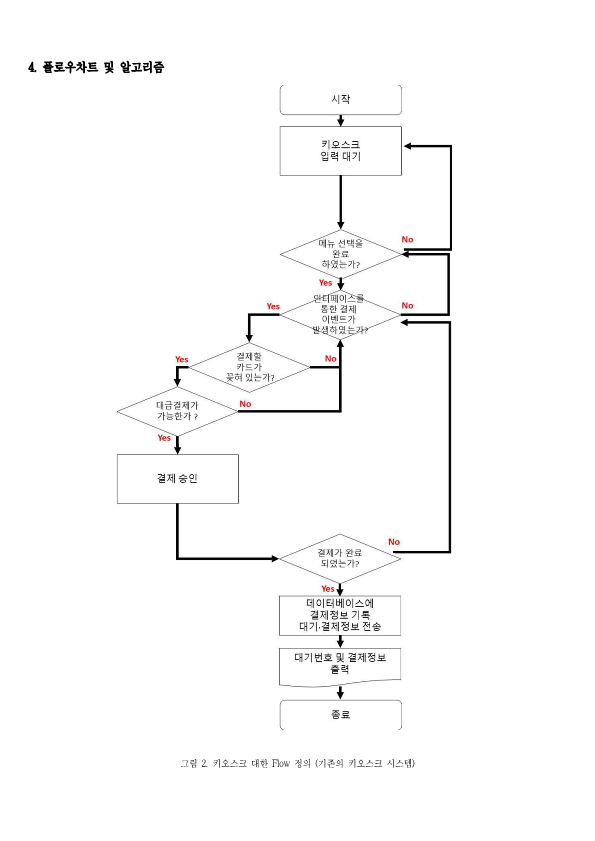 4. 플로우차트 및 알고리즘
시작
키오스크
입력 대기
메뉴 선택을
완료
하였는가?
No
Yes
인터페이스를
통한 결제
이벤트가
발생하였는가?
Yes
No
결제할
카드가
꽂혀 있는가?
Yes
No
대금결제가
가능한가 ?
No
Yes
결제 승인
결제가 완료
되었는가?
No
Yes
데이터베이스에
결제정보 기록
대기·결제정보 전송
대기번호 및 결제정보
출력
종료
그림 2. 키오스크 대한 Flow 정의 (기존의 키오스크 시스템)